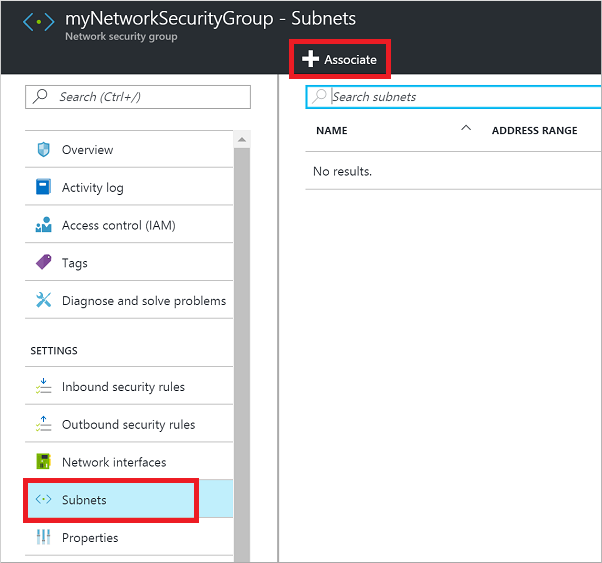 myNetworkSecurityGroup - Subnets
Network security group
Associate
Search (Ctrl+/)
Overview
Activity log
Access control (IAM)
Tags
Diagnose and solve problems
SETTINGS
Inbound security rules
Outbound security rules
Network interfaces
Subnets
Properties
Search subnets
NAME
ADDRESS RANGE
No results.